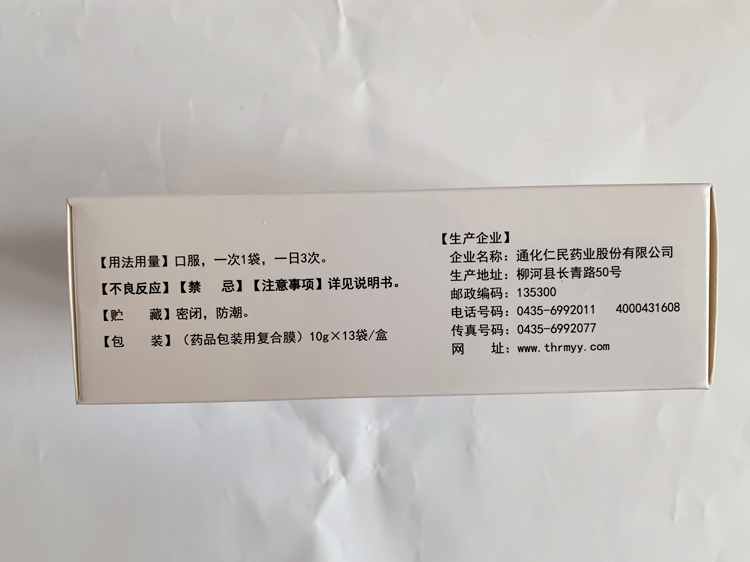 【用法用量】口服，一次1袋，一日3次。
【不良反应】【禁　忌】【注意事项】详见说明书。
【贮　藏】密闭，防潮。
【包　装】（药品包装用复合膜）10g×13袋/盒
【生产企业】
企业名称：通化仁民药业股份有限公司
生产地址：柳河县长青路50号
邮政编码：135300
电话号码：0435-6992011　4000431608
传真号码：0435-6992077
网　　址：www.thrmyy.com